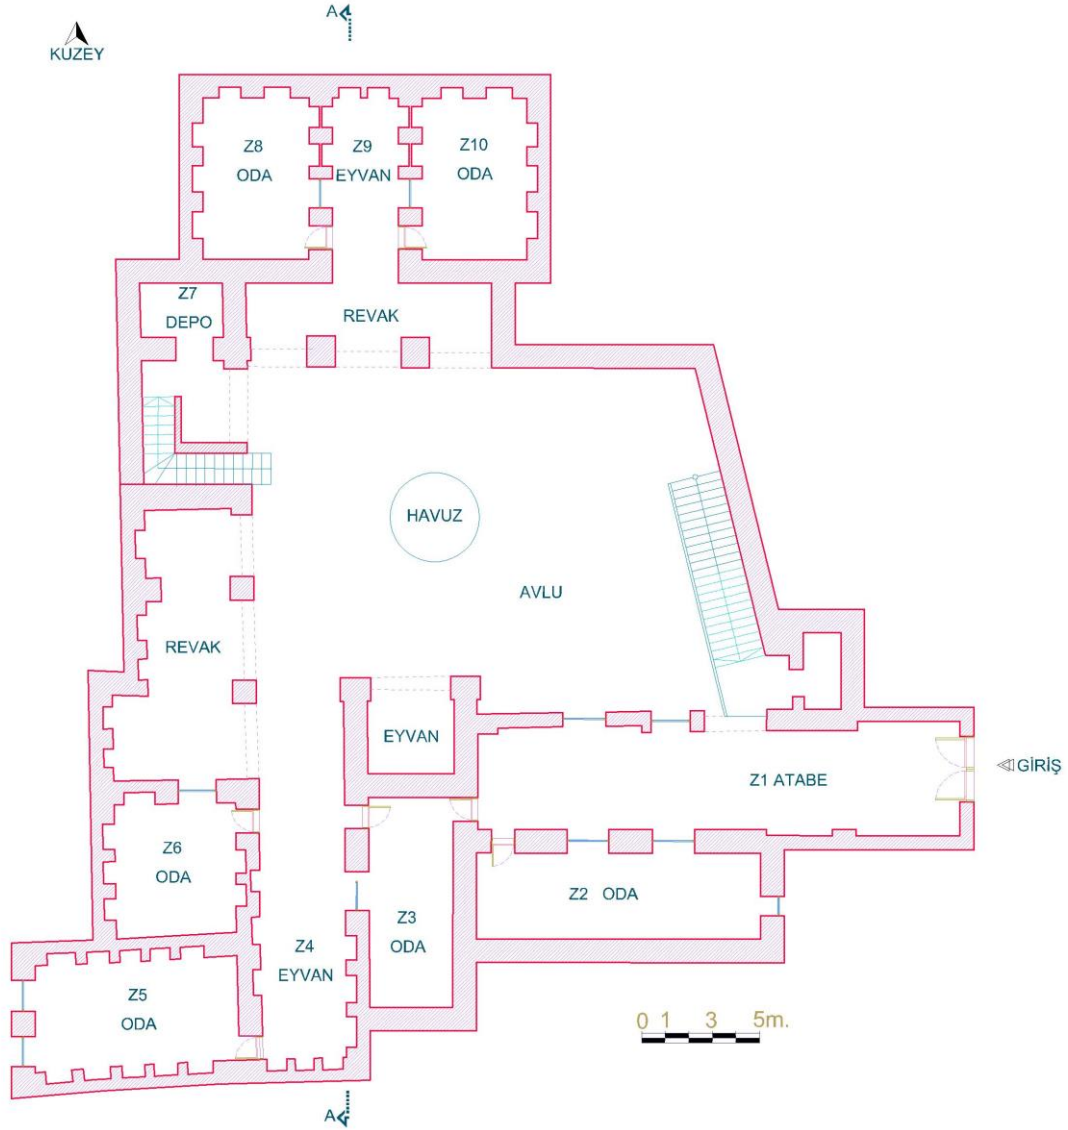 A
KUZEY
Z8
ODA
Z9
EYVAN
Z10
ODA
Z7
DEPO
REVAK
HAVUZ
AVLU
REVAK
EYVAN
Z1 ATABE
GİRİŞ
Z6
ODA
Z2 ODA
Z3
ODA
Z4
EYVAN
Z5
ODA
0 1 3 5m.
A